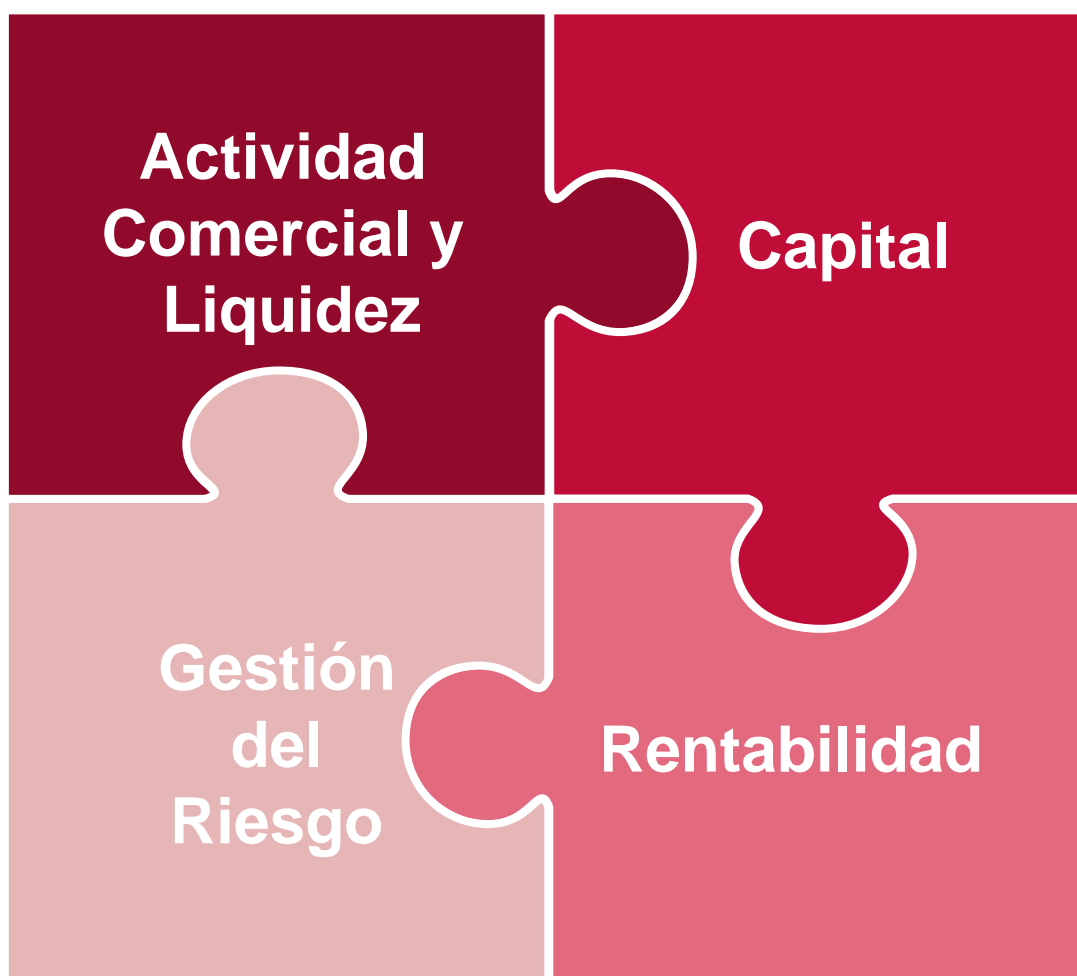 Actividad
Comercial y
Liquidez
Capital
Gestión
del
Riesgo
Rentabilidad